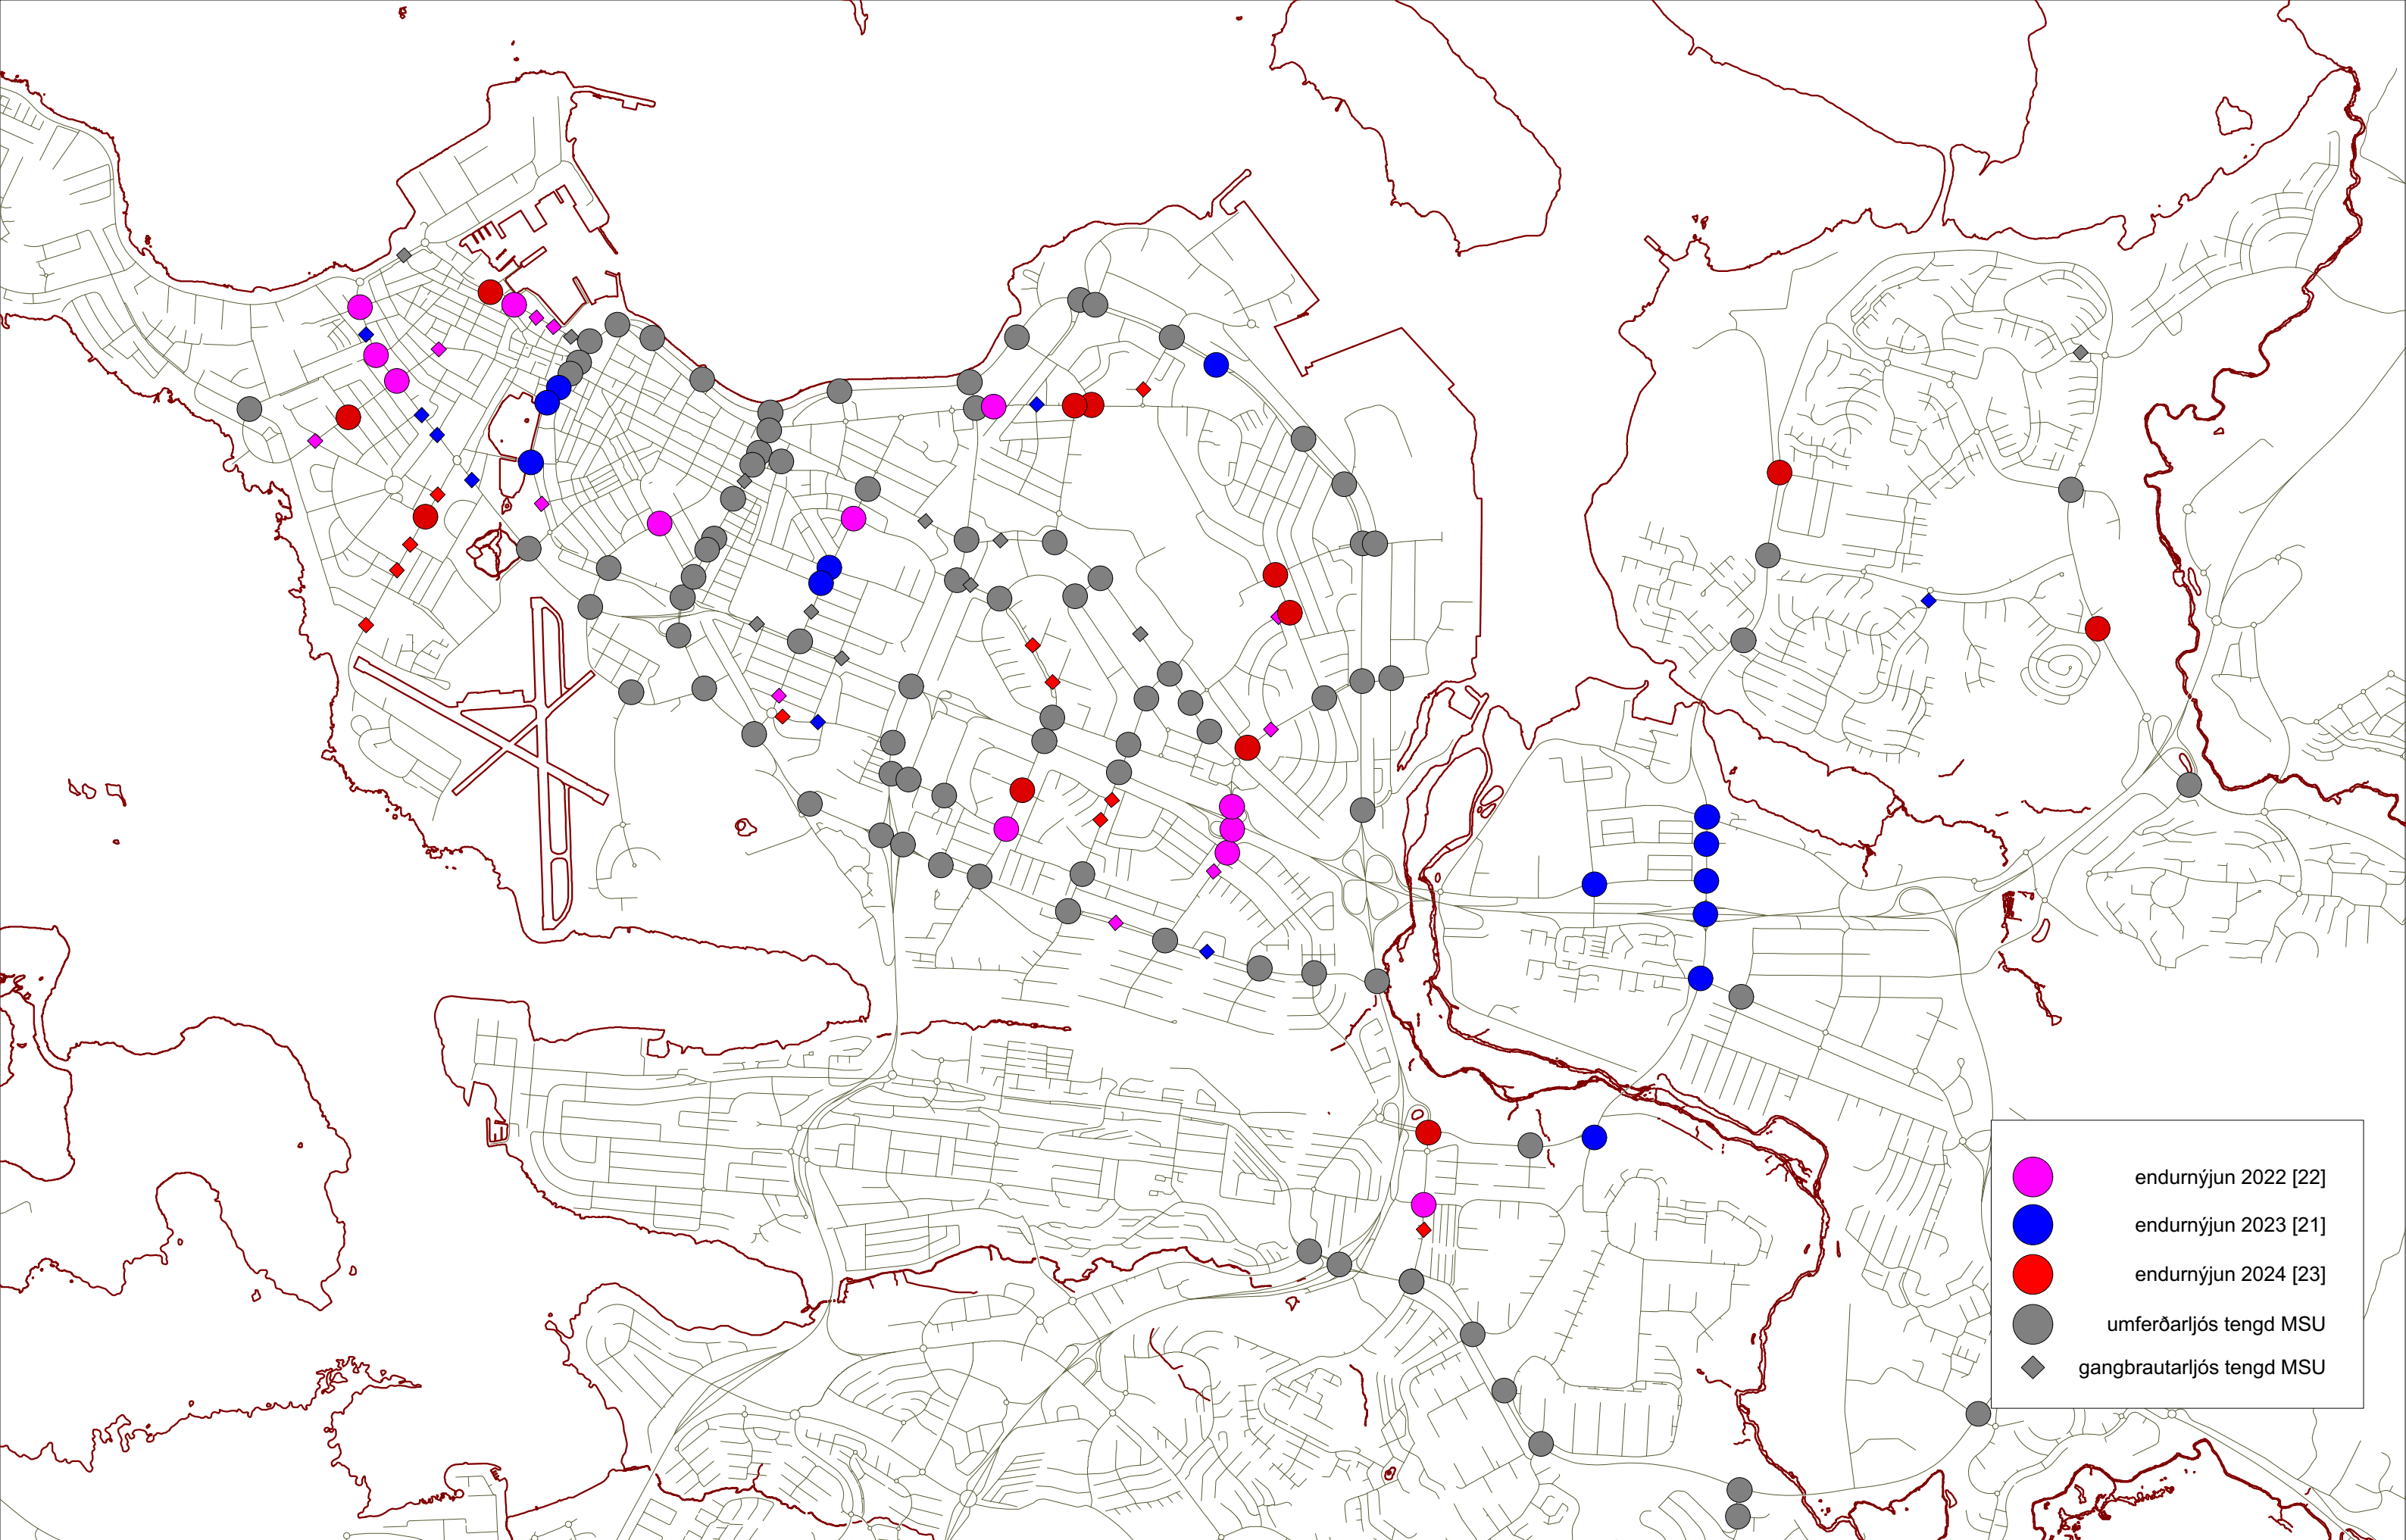 endurnýjun 2022 [22]
endurnýjun 2023 [21]
endurnýjun 2024 [23]
umferðarljós tengd MSU
gangbrautarljós tengd MSU